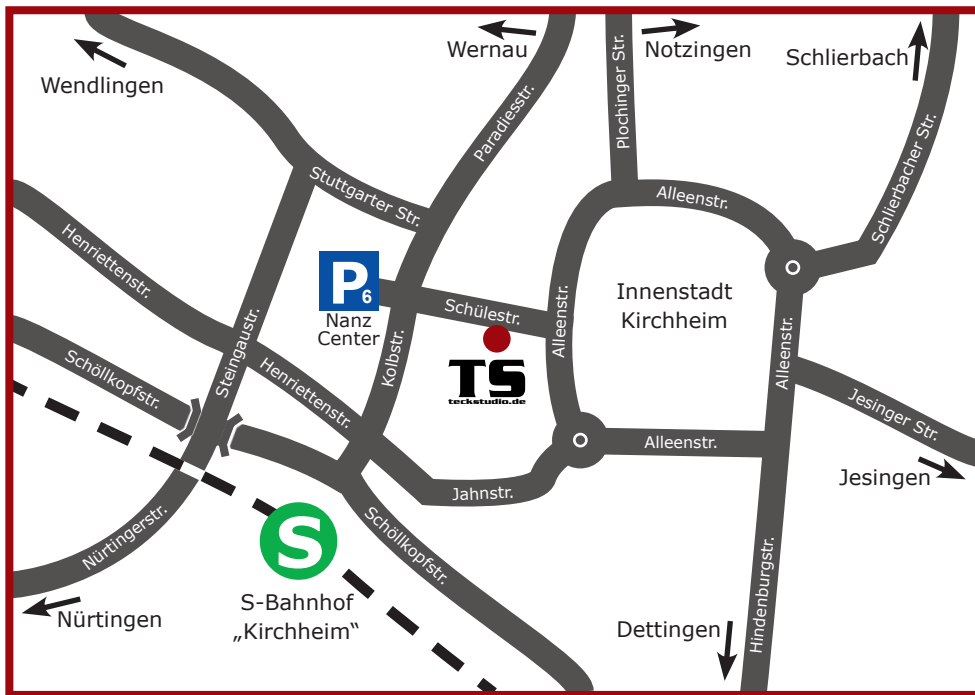 Wernau
Notzingen
Schlierbach
Wendlingen
Plochinger Str.
Paradiesstr.
Stuttgarter Str.
Alleenstr.
Schlierbacher Str.
Henriettenstr.
P6
Nanz
Center
Schülestr.
Alleenstr.
Innenstadt
Kirchheim
Alleenstr.
Steingaustr.
Kolbstr.
Schöllkopfstr.
Henriettenstr.
TS
teckstudio.de
Jesinger Str.
Alleenstr.
Jesingen
Jahnstr.
Nürtingerstr.
S
Schöllkopfstr.
Hindenburgstr.
S-Bahnhof
„Kirchheim“
Nürtingen
Dettingen